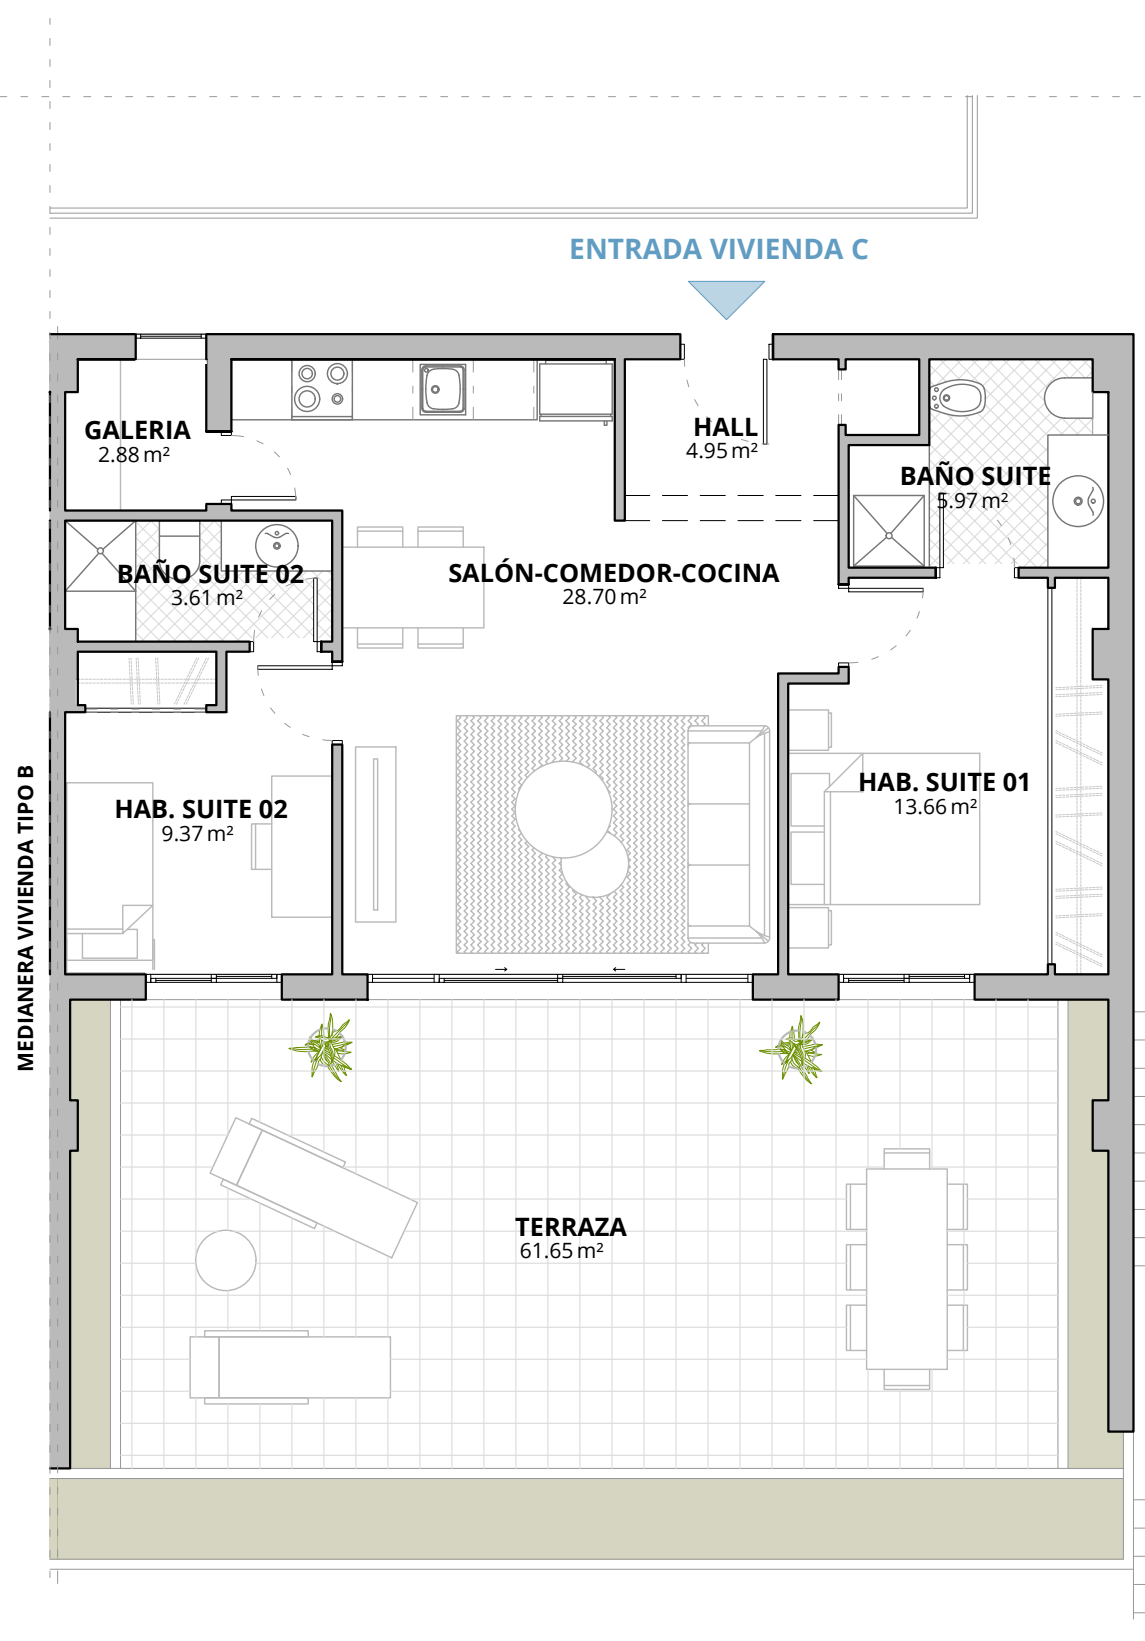 ENTRADA VIVIENDA C
GALERIA
2.88 m²
HALL
4.95 m²
BAÑO SUITE
5.97 m²
BAÑO SUITE 02
3.61 m²
SALÓN-COMEDOR-COCINA
28.70 m²
HAB. SUITE 01
13.66 m²
HAB. SUITE 02
9.37 m²
MEDIANERA VIVIENDA TIPO B
TERRAZA
61.65 m²